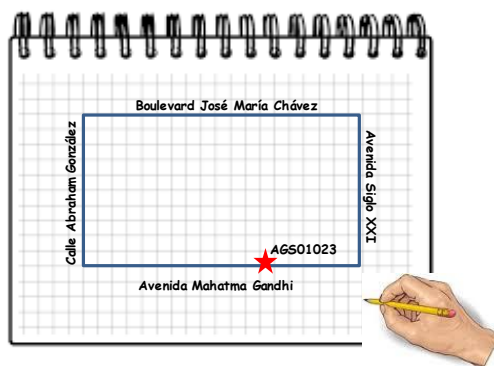 Boulevard José María Chávez
Calle Abraham González
Avenida Siglo XXI
AGS01023
Avenida Mahatma Gandhi